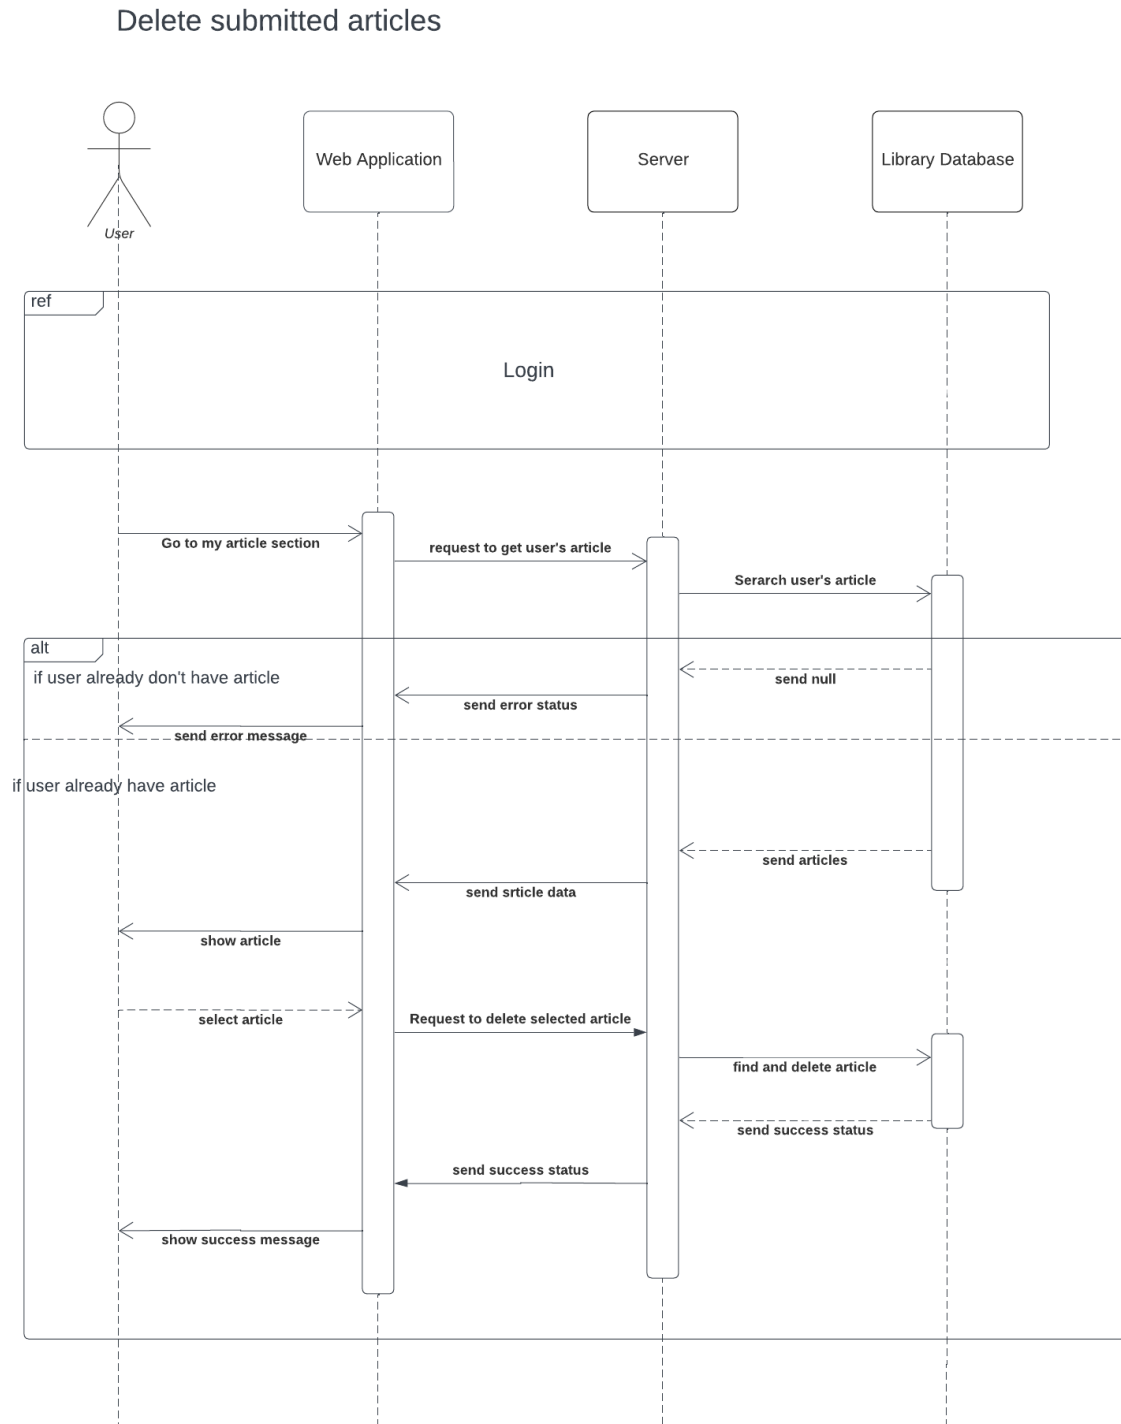 Delete submitted articles
User
Web Application
Server
Library Database
ref
Login
Go to my article section
request to get user's article
Serarch user's article
alt
if user already don't have article
send null
send error status
send error message
if user already have article
send articles
send srticle data
show article
select article
Request to delete selected article
find and delete article
send success status
send success status
show success message